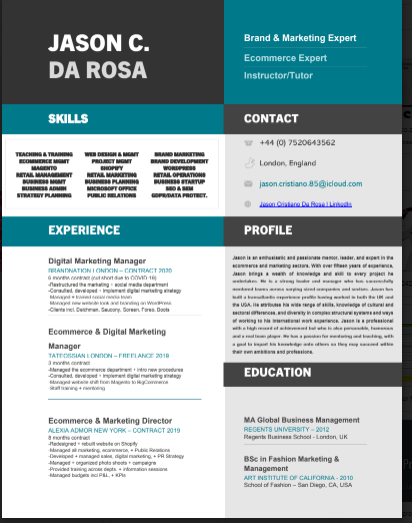 JASON C.
DA ROSA
Brand & Marketing Expert
Ecommerce Expert
Instructor/Tutor
SKILLS
TEACHING & TRAINING
ECOMMERCE MGMT
MAGENTO
RETAIL MANAGEMENT
BUSINESS MGMT
BUSINESS ADMIN
STRATEGY PLANNING
WEB DESIGN & MGMT
PROJECT MGMT
SHOPIFY
RETAIL MARKETING
BUSINESS PLANNING
MICROSOFT OFFICE
PUBLIC RELATIONS
BRAND MARKETING
BRAND DEVELOPMENT
WORDPRESS
RETAIL OPERATIONS
BUSINESS STARTUP
SEO & SEM
GDPR/DATA PROTECT.
CONTACT
+44 (0) 7520643562
London, England
jason.cristiano.85@icloud.com
Jason Cristiano Da Rosa | LinkedIn
EXPERIENCE
Digital Marketing Manager
BRANDNATION LONDON – CONTRACT 2020
6 months contract (cut short due to COVID-19)
-Restructured the marketing + social media department
-Consulted, developed + implement digital marketing strategy
-Managed + trained social media team
-Managed new website look and branding on WordPress
-Clients incl. Deichman, Saucony, Screen, Forex, Boots
Ecommerce & Digital Marketing
Manager
TATEOSSIAN LONDON – FREELANCE 2019
3 months contract
-Managed the ecommerce department + intro new procedures
-Consulted, developed + implement digital marketing strategy
-Managed website shift from Magento to BigCommerce
-Staff training + mentoring
Ecommerce & Marketing Director
ALEXIA ADMOR NEW YORK – CONTRACT 2019
8 months contract
-Redesigned + rebuilt website on Shopify
-Managed all marketing, ecommerce, + Public Relations
-Developed + managed sales, digital marketing, + PR Strategy
-Managed + organized photo shoots + campaigns
-Provided training across depts. + information sessions
-Managed budgets incl P&L, + KPIs
PROFILE
Jason is an enthusiastic and passionate mentor, leader, and expert in the
ecommerce and marketing sectors. With over fifteen years of experience,
Jason brings a wealth of knowledge and skill to every project he
undertakes. He is a strong leader and manager who has successfully
mentored teams across varying sized companies and sectors. Jason has
built a transatlantic experience profile having worked in both the UK and
the USA. He attributes his wide range of skills, knowledge of cultural and
sectoral differences, and diversity in complex structural systems and ways
of working to his international work experience. Jason is a professional
with a high record of achievement but who is also personable, humorous
and a real team player. He has a passion for mentoring and teaching, with
a goal to impart his knowledge onto others so they may succeed within
their own ambitions and professions.
EDUCATION
MA Global Business Management
REGENTS UNIVERSITY – 2012
Regents Business School - London, UK
BSc in Fashion Marketing &
Management
ART INSTITUTE OF CALIFORNIA - 2010
School of Fashion – San Diego, CA, USA